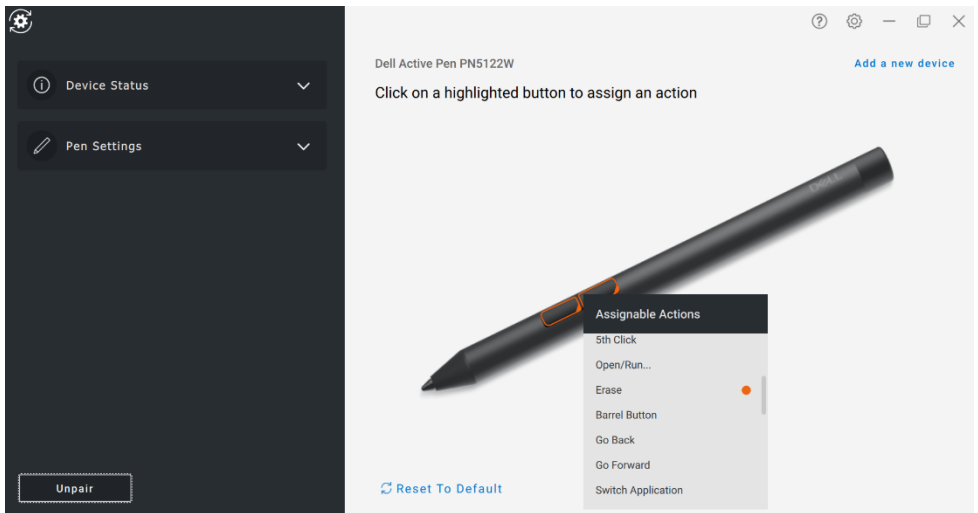 Device Status
Pen Settings
Unpair
Dell Active Pen PN5122W
Add a new device
Click on a highlighted button to assign an action
DELL
Assignable Actions
5th Click
Open/Run...
Erase
Barrel Button
Go Back
Go Forward
Switch Application
Reset To Default